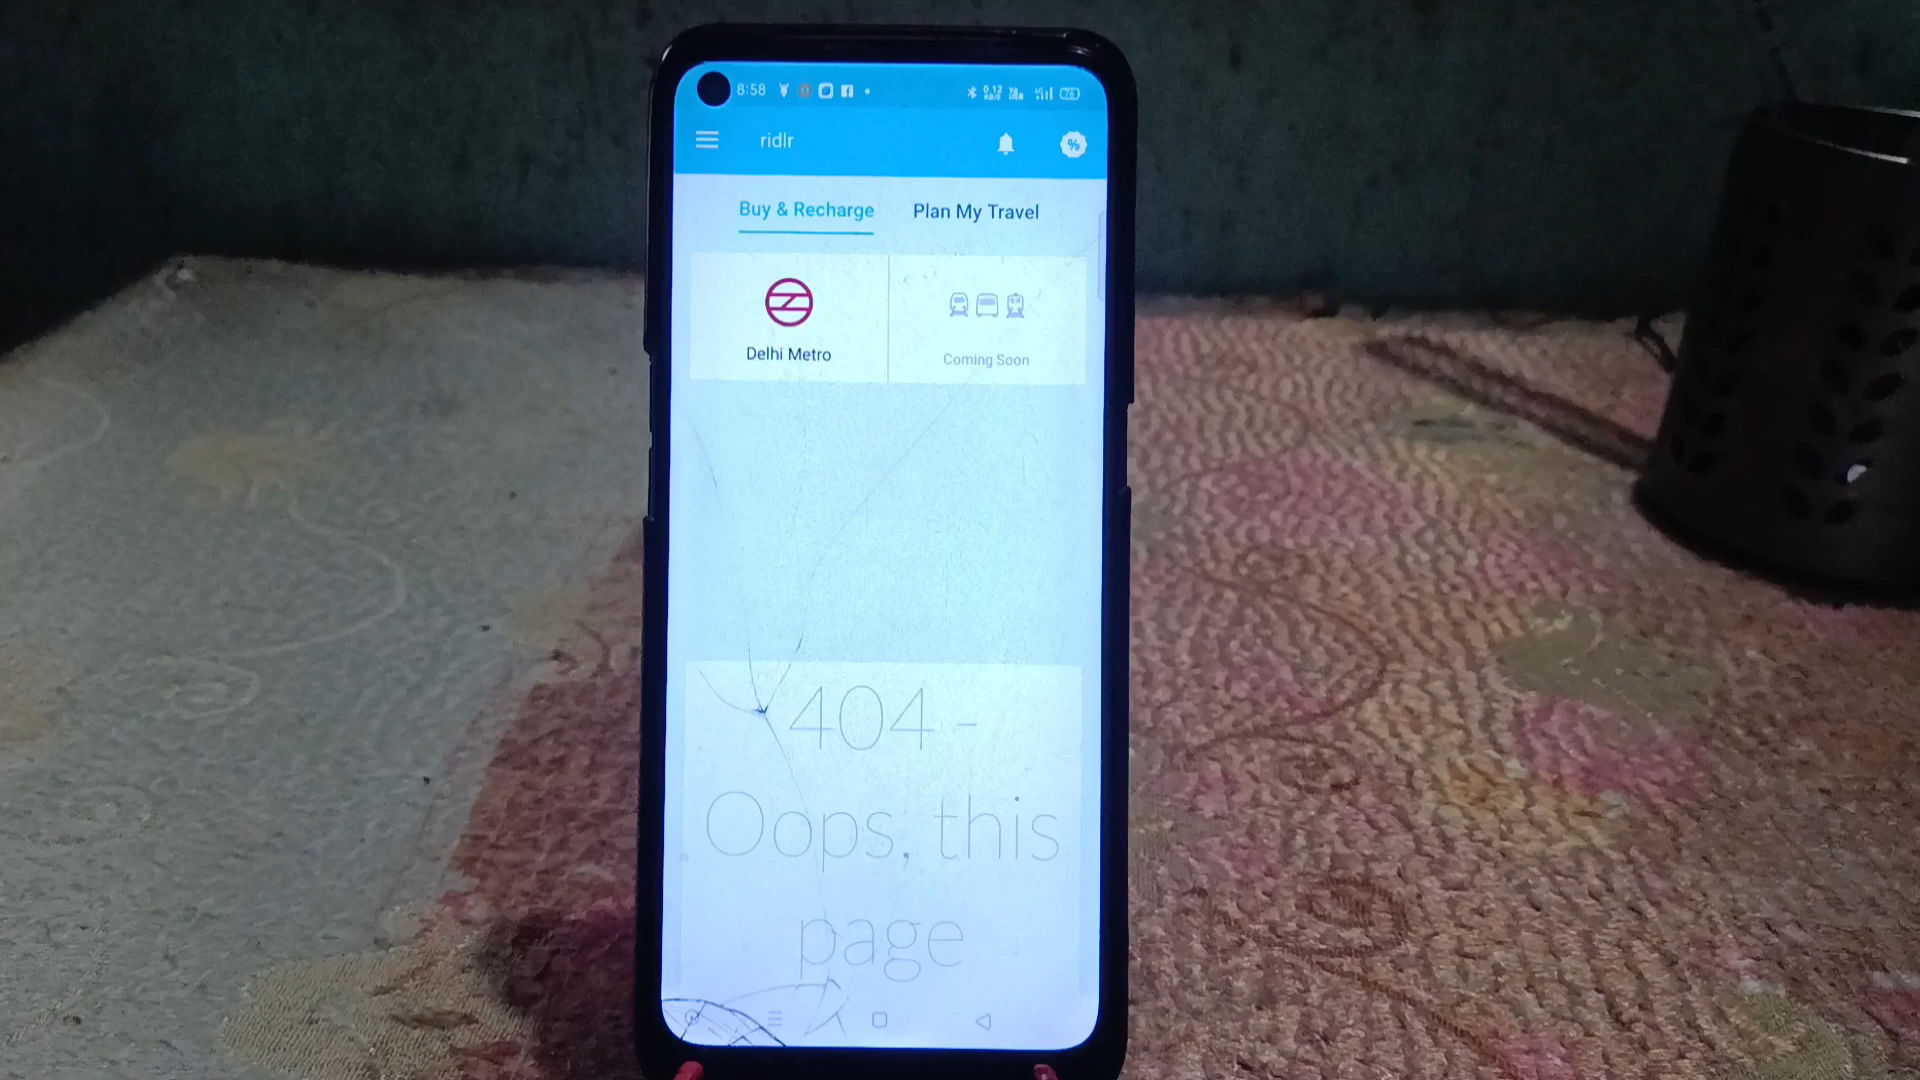 8:58
ridlr
Buy & Recharge
Plan My Travel
Delhi Metro
Coming Soon
404 -
Oops, this
page